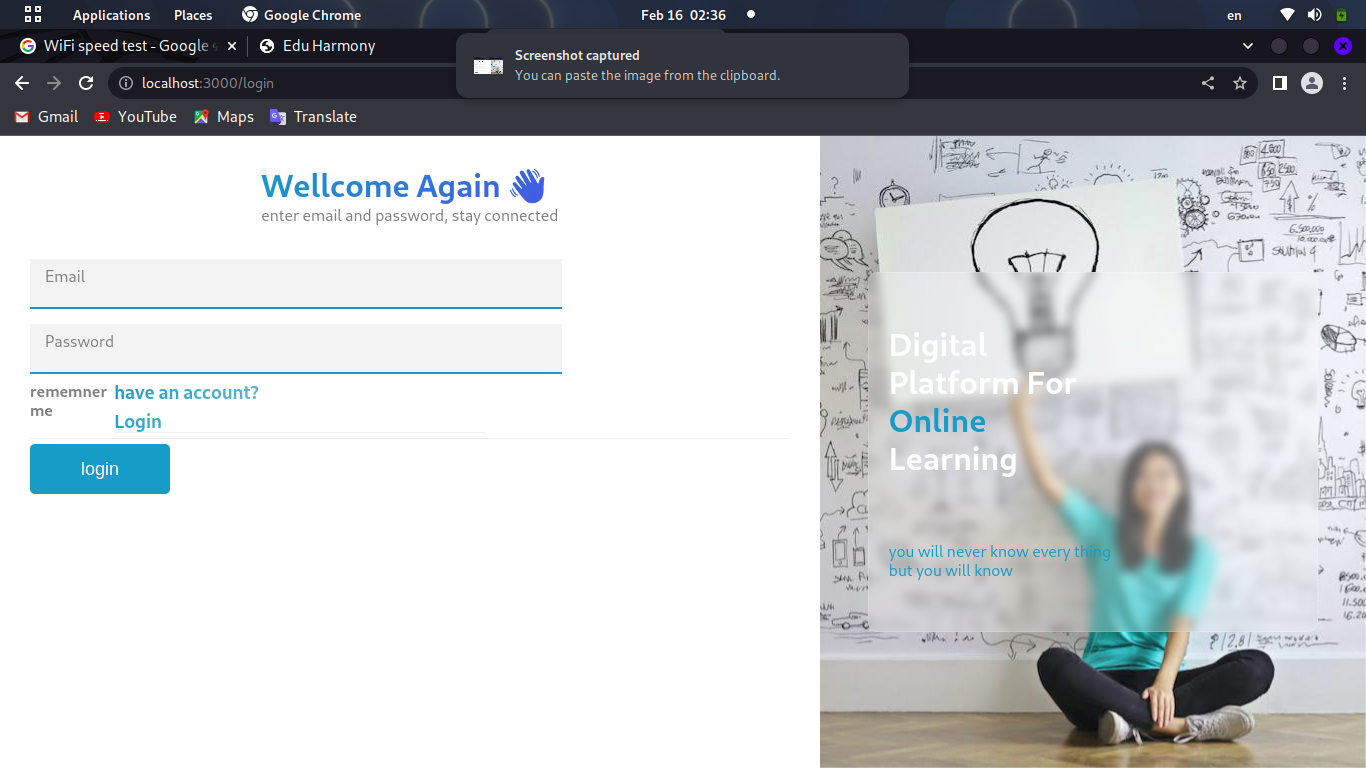 Applications Places Google Chrome Feb 16 02:36 en
WiFi speed test - Google Edu Harmony
Screenshot captured
You can paste the image from the clipboard.
localhost:3000/login
Gmail YouTube Maps Translate
Wellcome Again
enter email and password, stay connected
Email
Password
rememner
me
have an account?
Login
login
Digital
Platform For
Online
Learning
you will never know every thing
but you will know